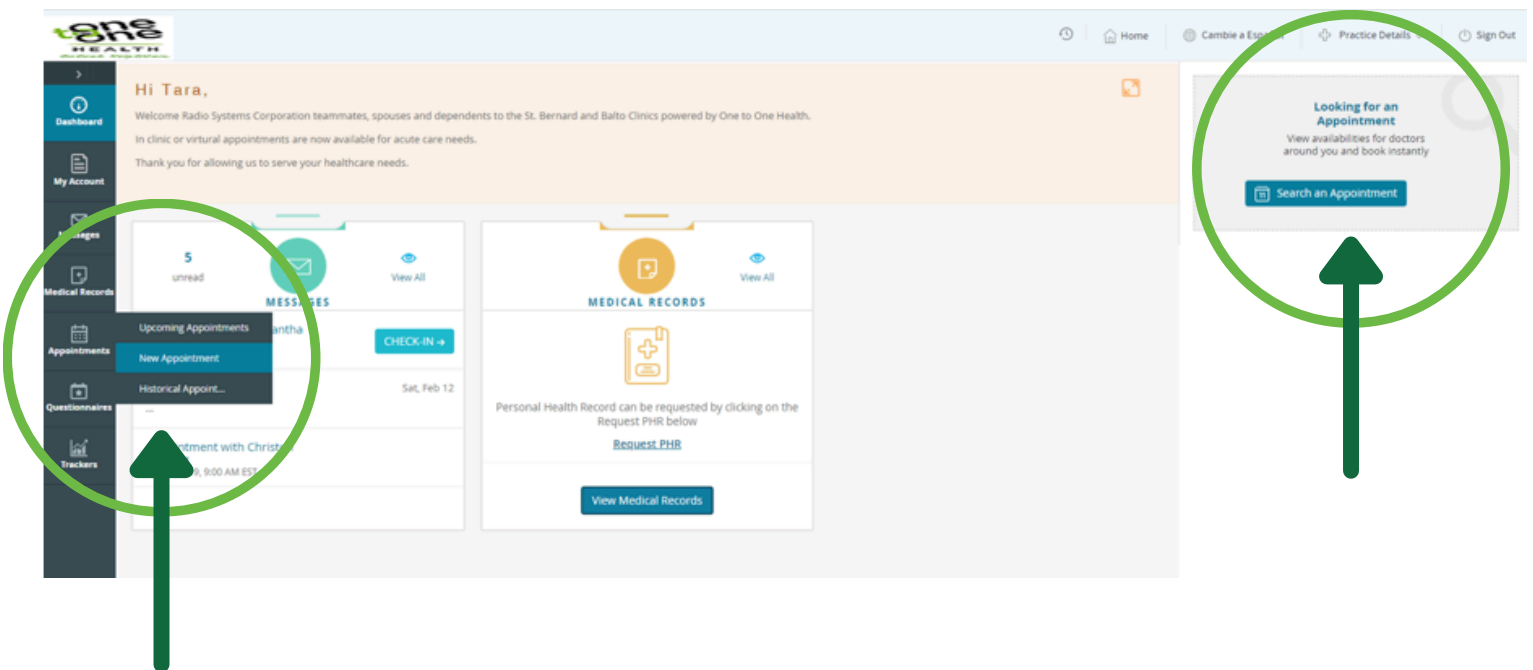 one
to one
HEALTH
Home
Cambie a Español
Practice Details
Sign Out
Dashboard
My Account
Messages
Medical Records
Appointments
Questionnaires
Trackers
Hi Tara,
Welcome Radio Systems Corporation teammates, spouses and dependents to the St. Bernard and Balto Clinics powered by One to One Health.
In clinic or virtural appointments are now available for acute care needs.
Thank you for allowing us to serve your healthcare needs.
5
unread
View All
MESSAGES
antha
CHECK-IN →
Sat, Feb 12
...
ntment with Christ
9, 9:00 AM EST
Upcoming Appointments
New Appointment
Historical Appoint...
View All
MEDICAL RECORDS
Personal Health Record can be requested by clicking on the
Request PHR below
Request PHR
View Medical Records
Looking for an
Appointment
View availabilities for doctors
around you and book instantly
Search an Appointment